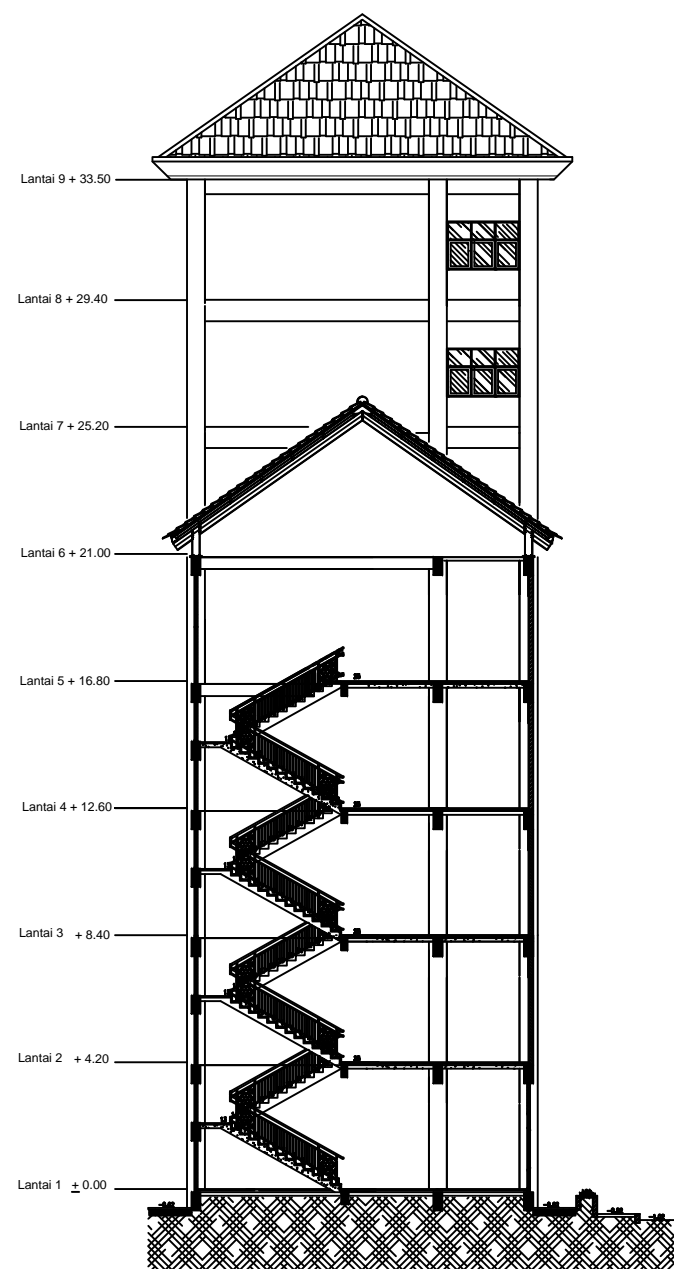 Lantai 9 + 33.50
Lantai 8 + 29.40
Lantai 7 + 25.20
Lantai 6 + 21.00
Lantai 5 + 16.80
Lantai 4 + 12.60
Lantai 3 + 8.40
Lantai 2 + 4.20
Lantai 1 ± 0.00